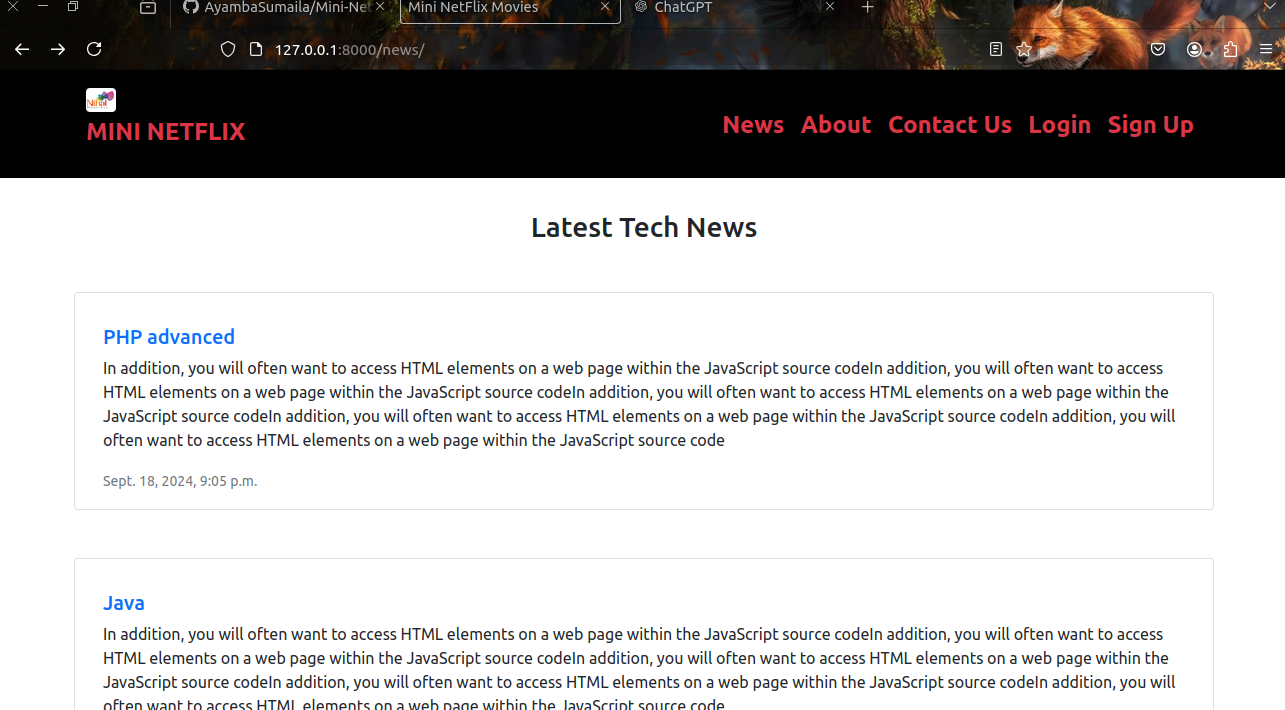 AyambaSumaila/Mini-Ne
Mini NetFlix Movies
ChatGPT
127.0.0.1:8000/news/
MINI NETFLIX
News About Contact Us Login Sign Up
Latest Tech News
PHP advanced
In addition, you will often want to access HTML elements on a web page within the JavaScript source codeIn addition, you will often want to access
HTML elements on a web page within the JavaScript source codeIn addition, you will often want to access HTML elements on a web page within the
JavaScript source codeIn addition, you will often want to access HTML elements on a web page within the JavaScript source codeIn addition, you will
often want to access HTML elements on a web page within the JavaScript source code
Sept. 18, 2024, 9:05 p.m.
Java
In addition, you will often want to access HTML elements on a web page within the JavaScript source codeIn addition, you will often want to access
HTML elements on a web page within the JavaScript source codeIn addition, you will often want to access HTML elements on a web page within the
JavaScript source codeIn addition, you will often want to access HTML elements on a web page within the JavaScript source codeIn addition, you will
often want to access HTML elements on a web page within the JavaScript source code